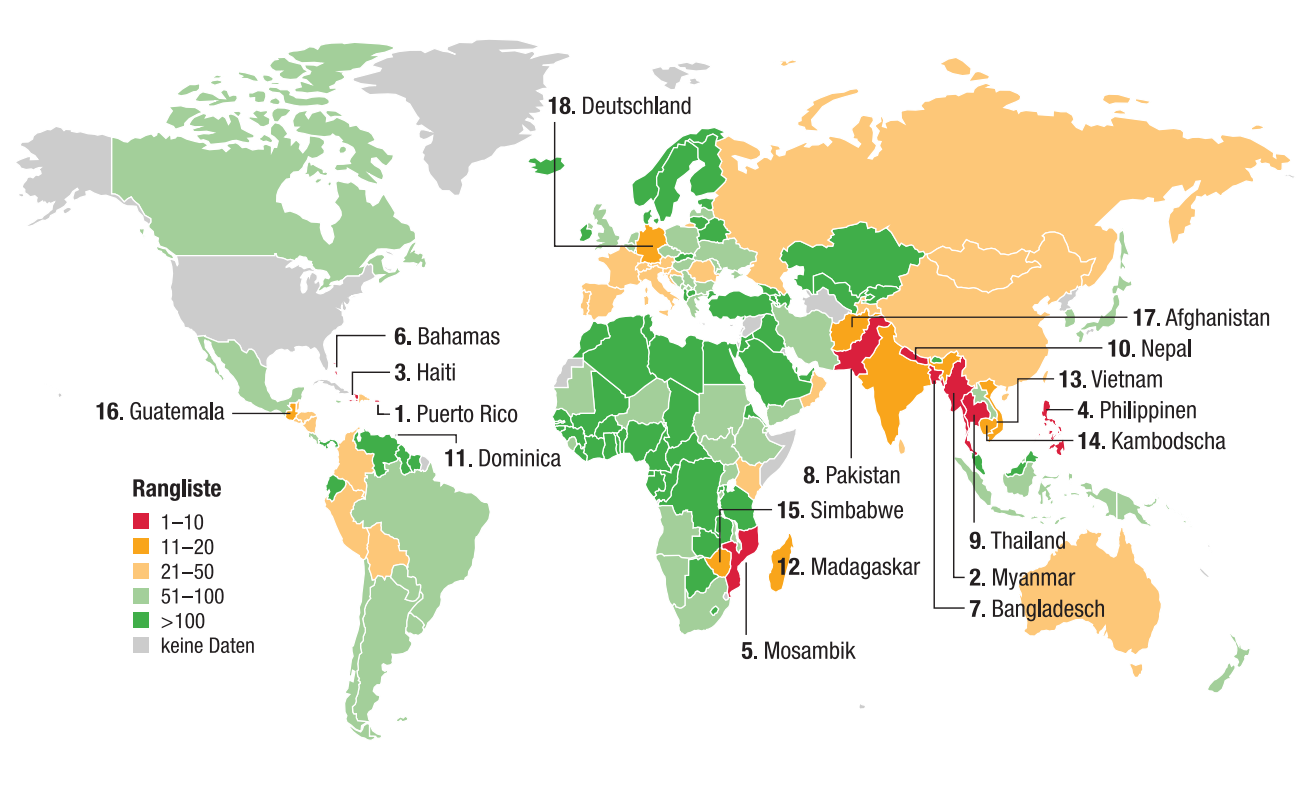 18. Deutschland
6. Bahamas
3. Haiti
16. Guatemala
1. Puerto Rico
11. Dominica
17. Afghanistan
10. Nepal
13. Vietnam
4. Philippinen
14. Kambodscha
8. Pakistan
15. Simbabwe
9. Thailand
12. Madagaskar
2. Myanmar
7. Bangladesch
5. Mosambik
Rangliste
1–10
11–20
21–50
51–100
>100
keine Daten